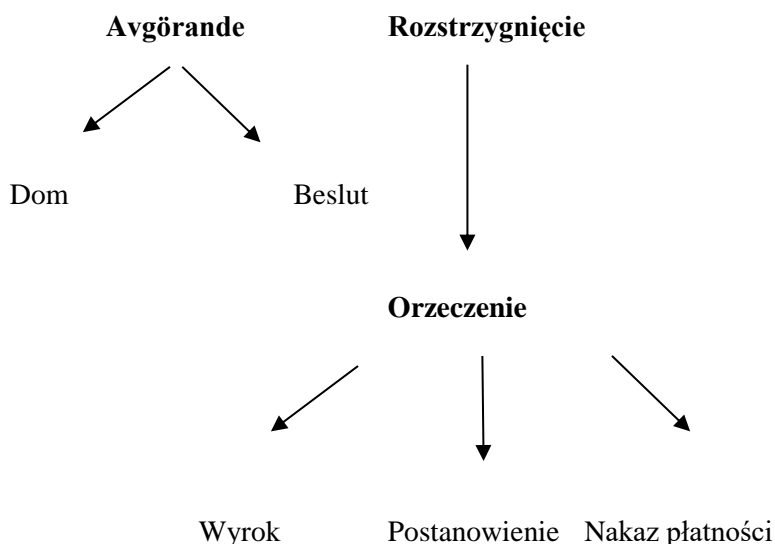 Avgörande Rozstrzygnięcie
Dom Beslut
Orzeczenie
Wyrok Postanowienie Nakaz płatności